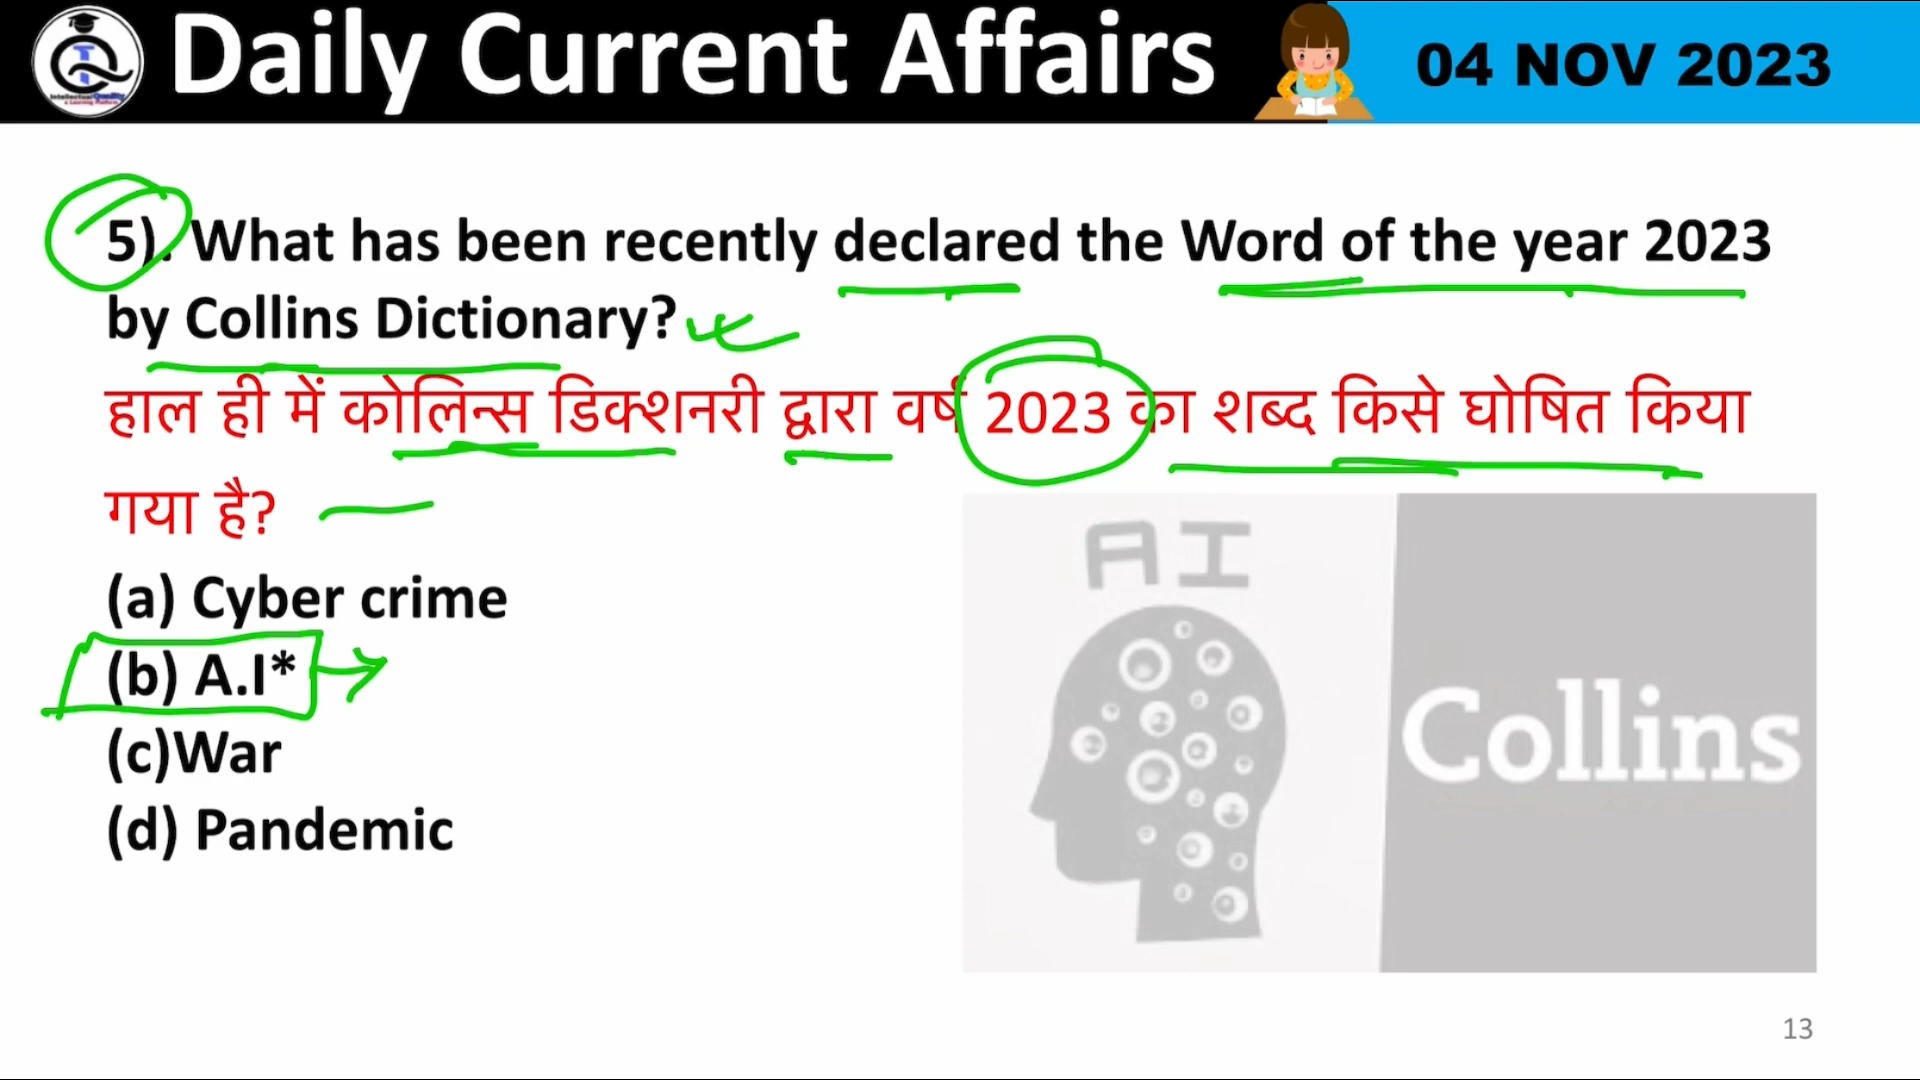 Daily Current Affairs
04 NOV 2023
5). What has been recently declared the Word of the year 2023
by Collins Dictionary?
हाल ही में कोलिन्स डिक्शनरी द्वारा वर्ष 2023 का शब्द किसे घोषित किया
गया है?
(a) Cyber crime
(b) A.I*
(c)War
(d) Pandemic
AI
Collins
13